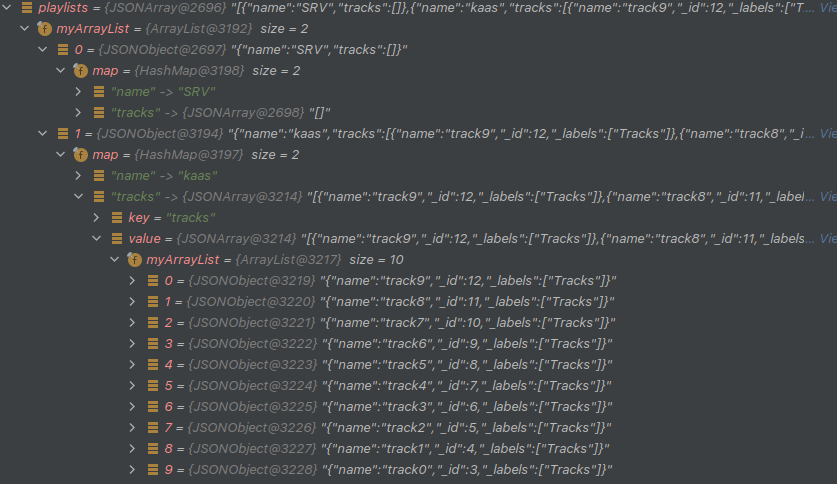 playlists = {JSONArray@2696} "[{"name":"SRV","tracks":[]},{"name":"kaas","tracks":[{"name":"track9","_id":12,"_labels":["T... View
f myArrayList = {ArrayList@3192} size = 2
0 = {JSONObject@2697} "{"name":"SRV","tracks":[]}"
f map = {HashMap@3198} size = 2
"name" -> "SRV"
"tracks" -> {JSONArray@2698} "[]"
1 = {JSONObject@3194} "{"name":"kaas","tracks":[{"name":"track9","_id":12,"_labels":["Tracks"]},{"name":"track8","_i... Vie
f map = {HashMap@3197} size = 2
"name" -> "kaas"
"tracks" -> {JSONArray@3214} "[{"name":"track9","_id":12,"_labels":["Tracks"]},{"name":"track8","_id":11,"_label... Vie
key = "tracks"
value = {JSONArray@3214} "[{"name":"track9","_id":12,"_labels":["Tracks"]},{"name":"track8","_id":11,"_labels... Vie
f myArrayList = {ArrayList@3217} size = 10
0 = {JSONObject@3219} "{"name":"track9","_id":12,"_labels":["Tracks"]}"
1 = {JSONObject@3220} "{"name":"track8","_id":11,"_labels":["Tracks"]}"
2 = {JSONObject@3221} "{"name":"track7","_id":10,"_labels":["Tracks"]}"
3 = {JSONObject@3222} "{"name":"track6","_id":9,"_labels":["Tracks"]}"
4 = {JSONObject@3223} "{"name":"track5","_id":8,"_labels":["Tracks"]}"
5 = {JSONObject@3224} "{"name":"track4","_id":7,"_labels":["Tracks"]}"
6 = {JSONObject@3225} "{"name":"track3","_id":6,"_labels":["Tracks"]}"
7 = {JSONObject@3226} "{"name":"track2","_id":5,"_labels":["Tracks"]}"
8 = {JSONObject@3227} "{"name":"track1","_id":4,"_labels":["Tracks"]}"
9 = {JSONObject@3228} "{"name":"track0","_id":3,"_labels":["Tracks"]}"